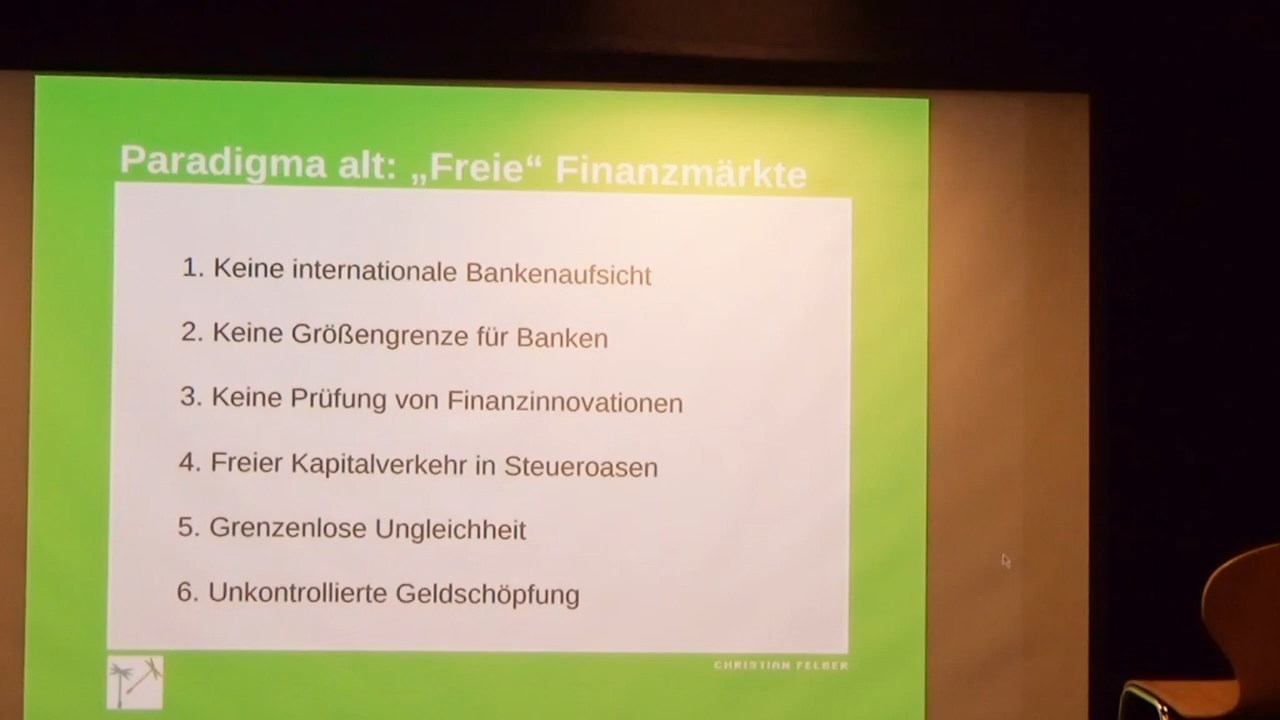 Paradigma alt: „Freie“ Finanzmärkte
1. Keine internationale Bankenaufsicht
2. Keine Größengrenze für Banken
3. Keine Prüfung von Finanzinnovationen
4. Freier Kapitalverkehr in Steueroasen
5. Grenzenlose Ungleichheit
6. Unkontrollierte Geldschöpfung
CHRISTIAN FELBER